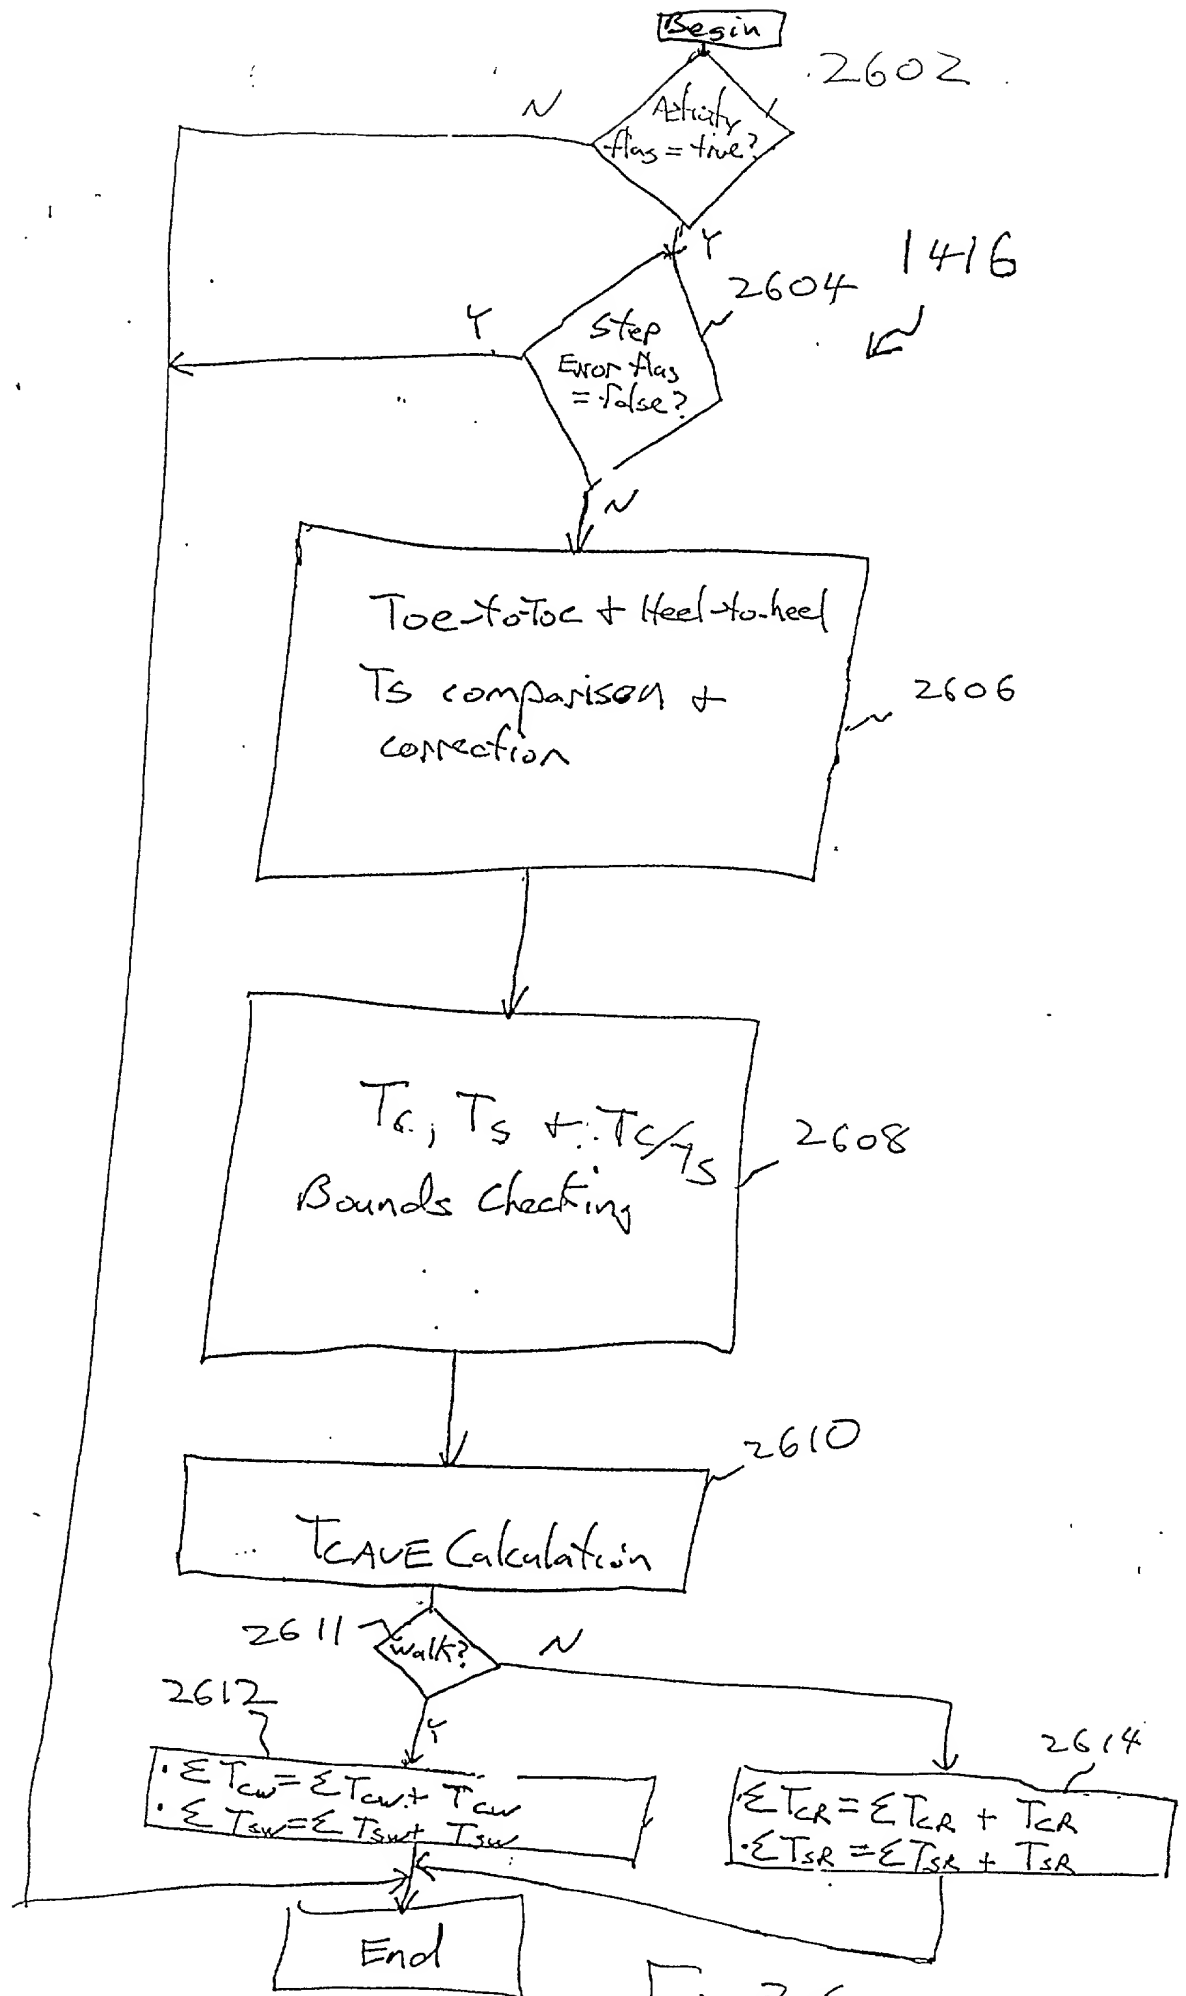 Begin
2602
N
Activity
flag = true?
Y
1416
2604
Y
Step
Error flag
= false?
N
Toe-to-Toe + Heel-to-heel
Ts comparison +
correction
2606
Tc, Ts + Tc/Ts
Bounds Checking
2608
2610
TCAVE Calculation
2611
walk?
N
2612
Y
2614
· ΣTcw = ΣTcw + Tcw
· ΣTsw = ΣTsw + Tsw
· ΣTCR = ΣTCR + TCR
· ΣTSR = ΣTSR + TSR
End